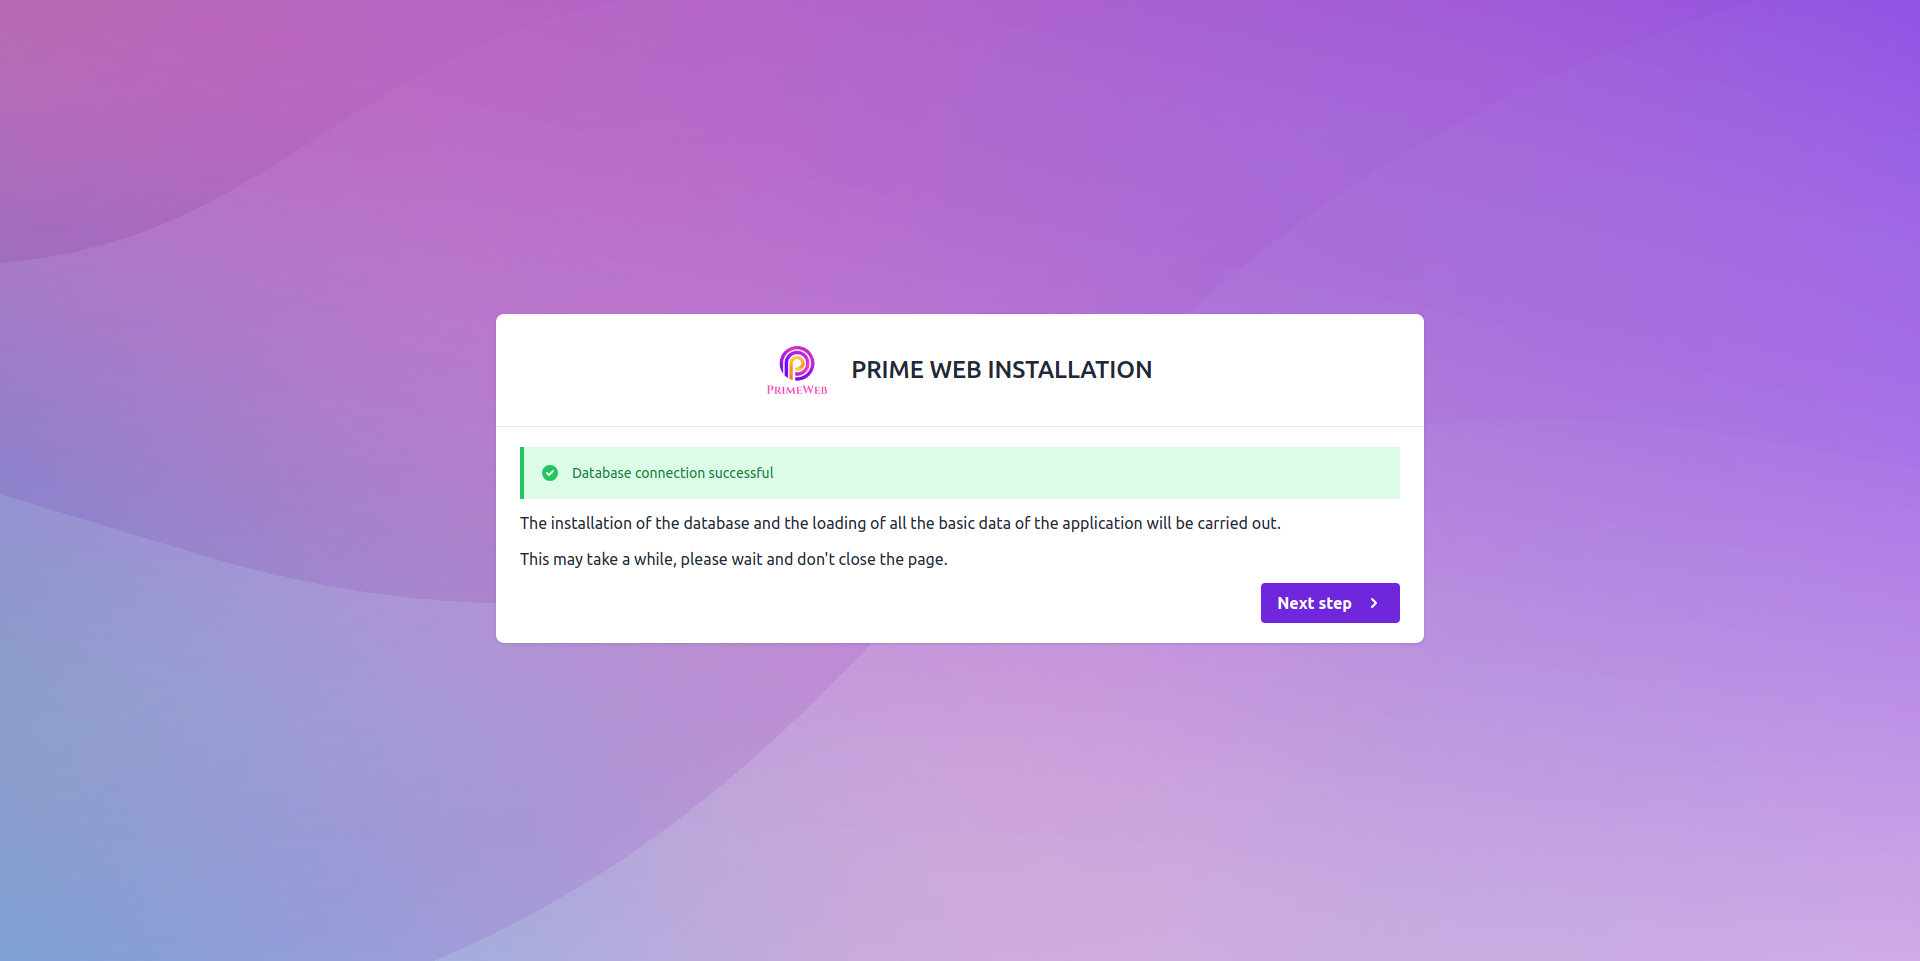 PRIMEWEB
PRIME WEB INSTALLATION
Database connection successful
The installation of the database and the loading of all the basic data of the application will be carried out.
This may take a while, please wait and don't close the page.
Next step